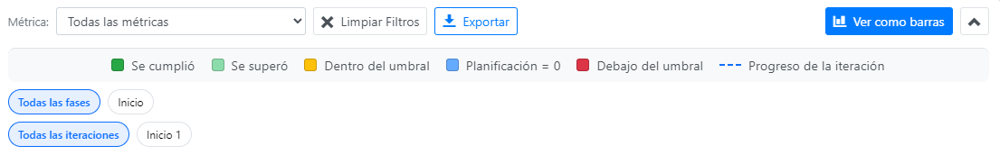 Métrica: Todas las métricas Limpiar Filtros Exportar Ver como barras
Se cumplió Se superó Dentro del umbral Planificación = 0 Debajo del umbral Progreso de la iteración
Todas las fases Inicio
Todas las iteraciones Inicio 1